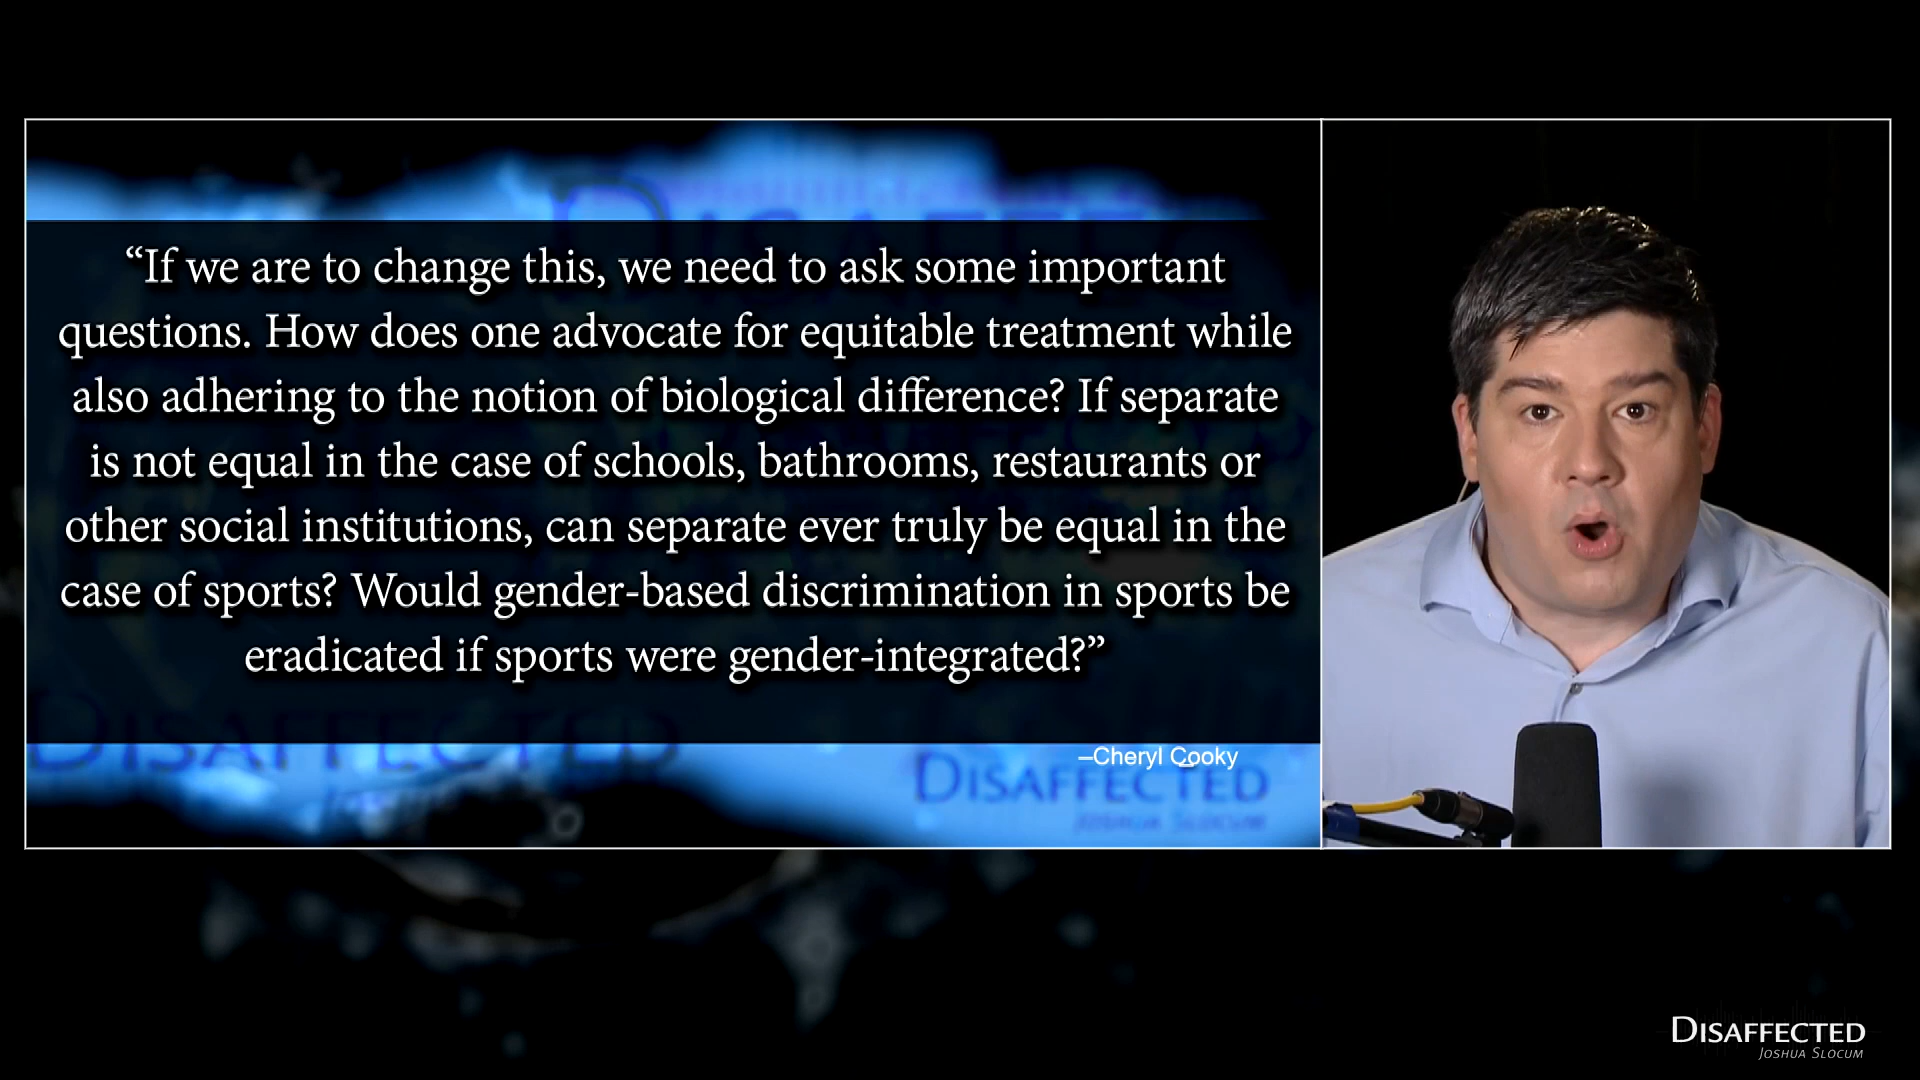 “If we are to change this, we need to ask some important
questions. How does one advocate for equitable treatment while
also adhering to the notion of biological difference? If separate
is not equal in the case of schools, bathrooms, restaurants or
other social institutions, can separate ever truly be equal in the
case of sports? Would gender-based discrimination in sports be
eradicated if sports were gender-integrated?”
–Cheryl Cooky
DISAFFECTED
DISAFFECTED
JOSHUA SLOCUM
DISAFFECTED
JOSHUA SLOCUM